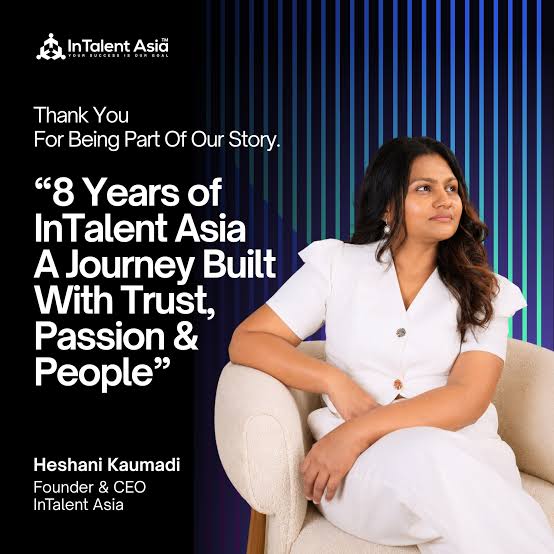 InTalent Asia™
YOUR SUCCESS IS OUR GOAL
Thank You
For Being Part Of Our Story.
“8 Years of
InTalent Asia
A Journey Built
With Trust,
Passion &
People”
Heshani Kaumadi
Founder & CEO
InTalent Asia